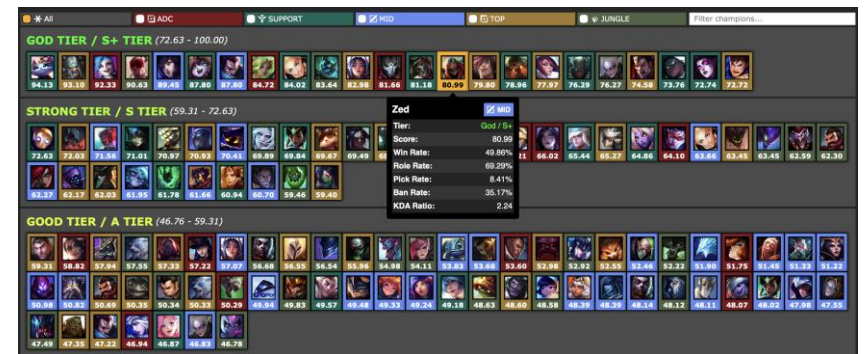 All ADC SUPPORT MID TOP JUNGLE Filter champions...
GOD TIER / S+ TIER (72.63 - 100.00)
94.13 93.10 92.33 90.63 89.45 87.80 87.80 84.72 84.02 83.64 82.98 81.66 81.18 80.99 79.80 78.96 77.97 76.29 76.27 74.58 73.76 72.74 72.72
STRONG TIER / S TIER (59.31 - 72.63)
72.63 72.03 71.56 71.01 70.97 70.93 70.41 69.89 69.84 69.67 69.49 66.02 65.44 65.27 64.86 64.10 63.66 63.45 63.45 62.59 62.30
62.27 62.17 62.03 61.95 61.78 61.66 60.94 60.70 59.46 59.40
Zed MID
Tier: God / S+
Score: 80.99
Win Rate: 49.86%
Role Rate: 69.29%
Pick Rate: 8.41%
Ban Rate: 35.17%
KDA Ratio: 2.24
GOOD TIER / A TIER (46.76 - 59.31)
59.31 58.82 57.94 57.55 57.33 57.22 57.07 56.68 56.55 56.54 55.96 54.98 54.11 53.83 53.68 53.60 52.98 52.92 52.55 52.46 52.22 51.90 51.75 51.45 51.33 51.22
50.98 50.82 50.69 50.35 50.34 50.33 50.29 49.94 49.83 49.57 49.48 49.33 49.24 49.18 48.63 48.60 48.58 48.39 48.39 48.14 48.12 48.11 48.07 48.02 47.98 47.55
47.49 47.35 47.22 46.94 46.87 46.83 46.78